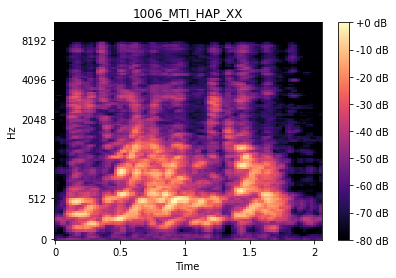 1006_MTI_HAP_XX
8192
4096
2048
1024
512
0
Hz
0
0.5
1
1.5
2
Time
+0 dB
-10 dB
-20 dB
-30 dB
-40 dB
-50 dB
-60 dB
-70 dB
-80 dB